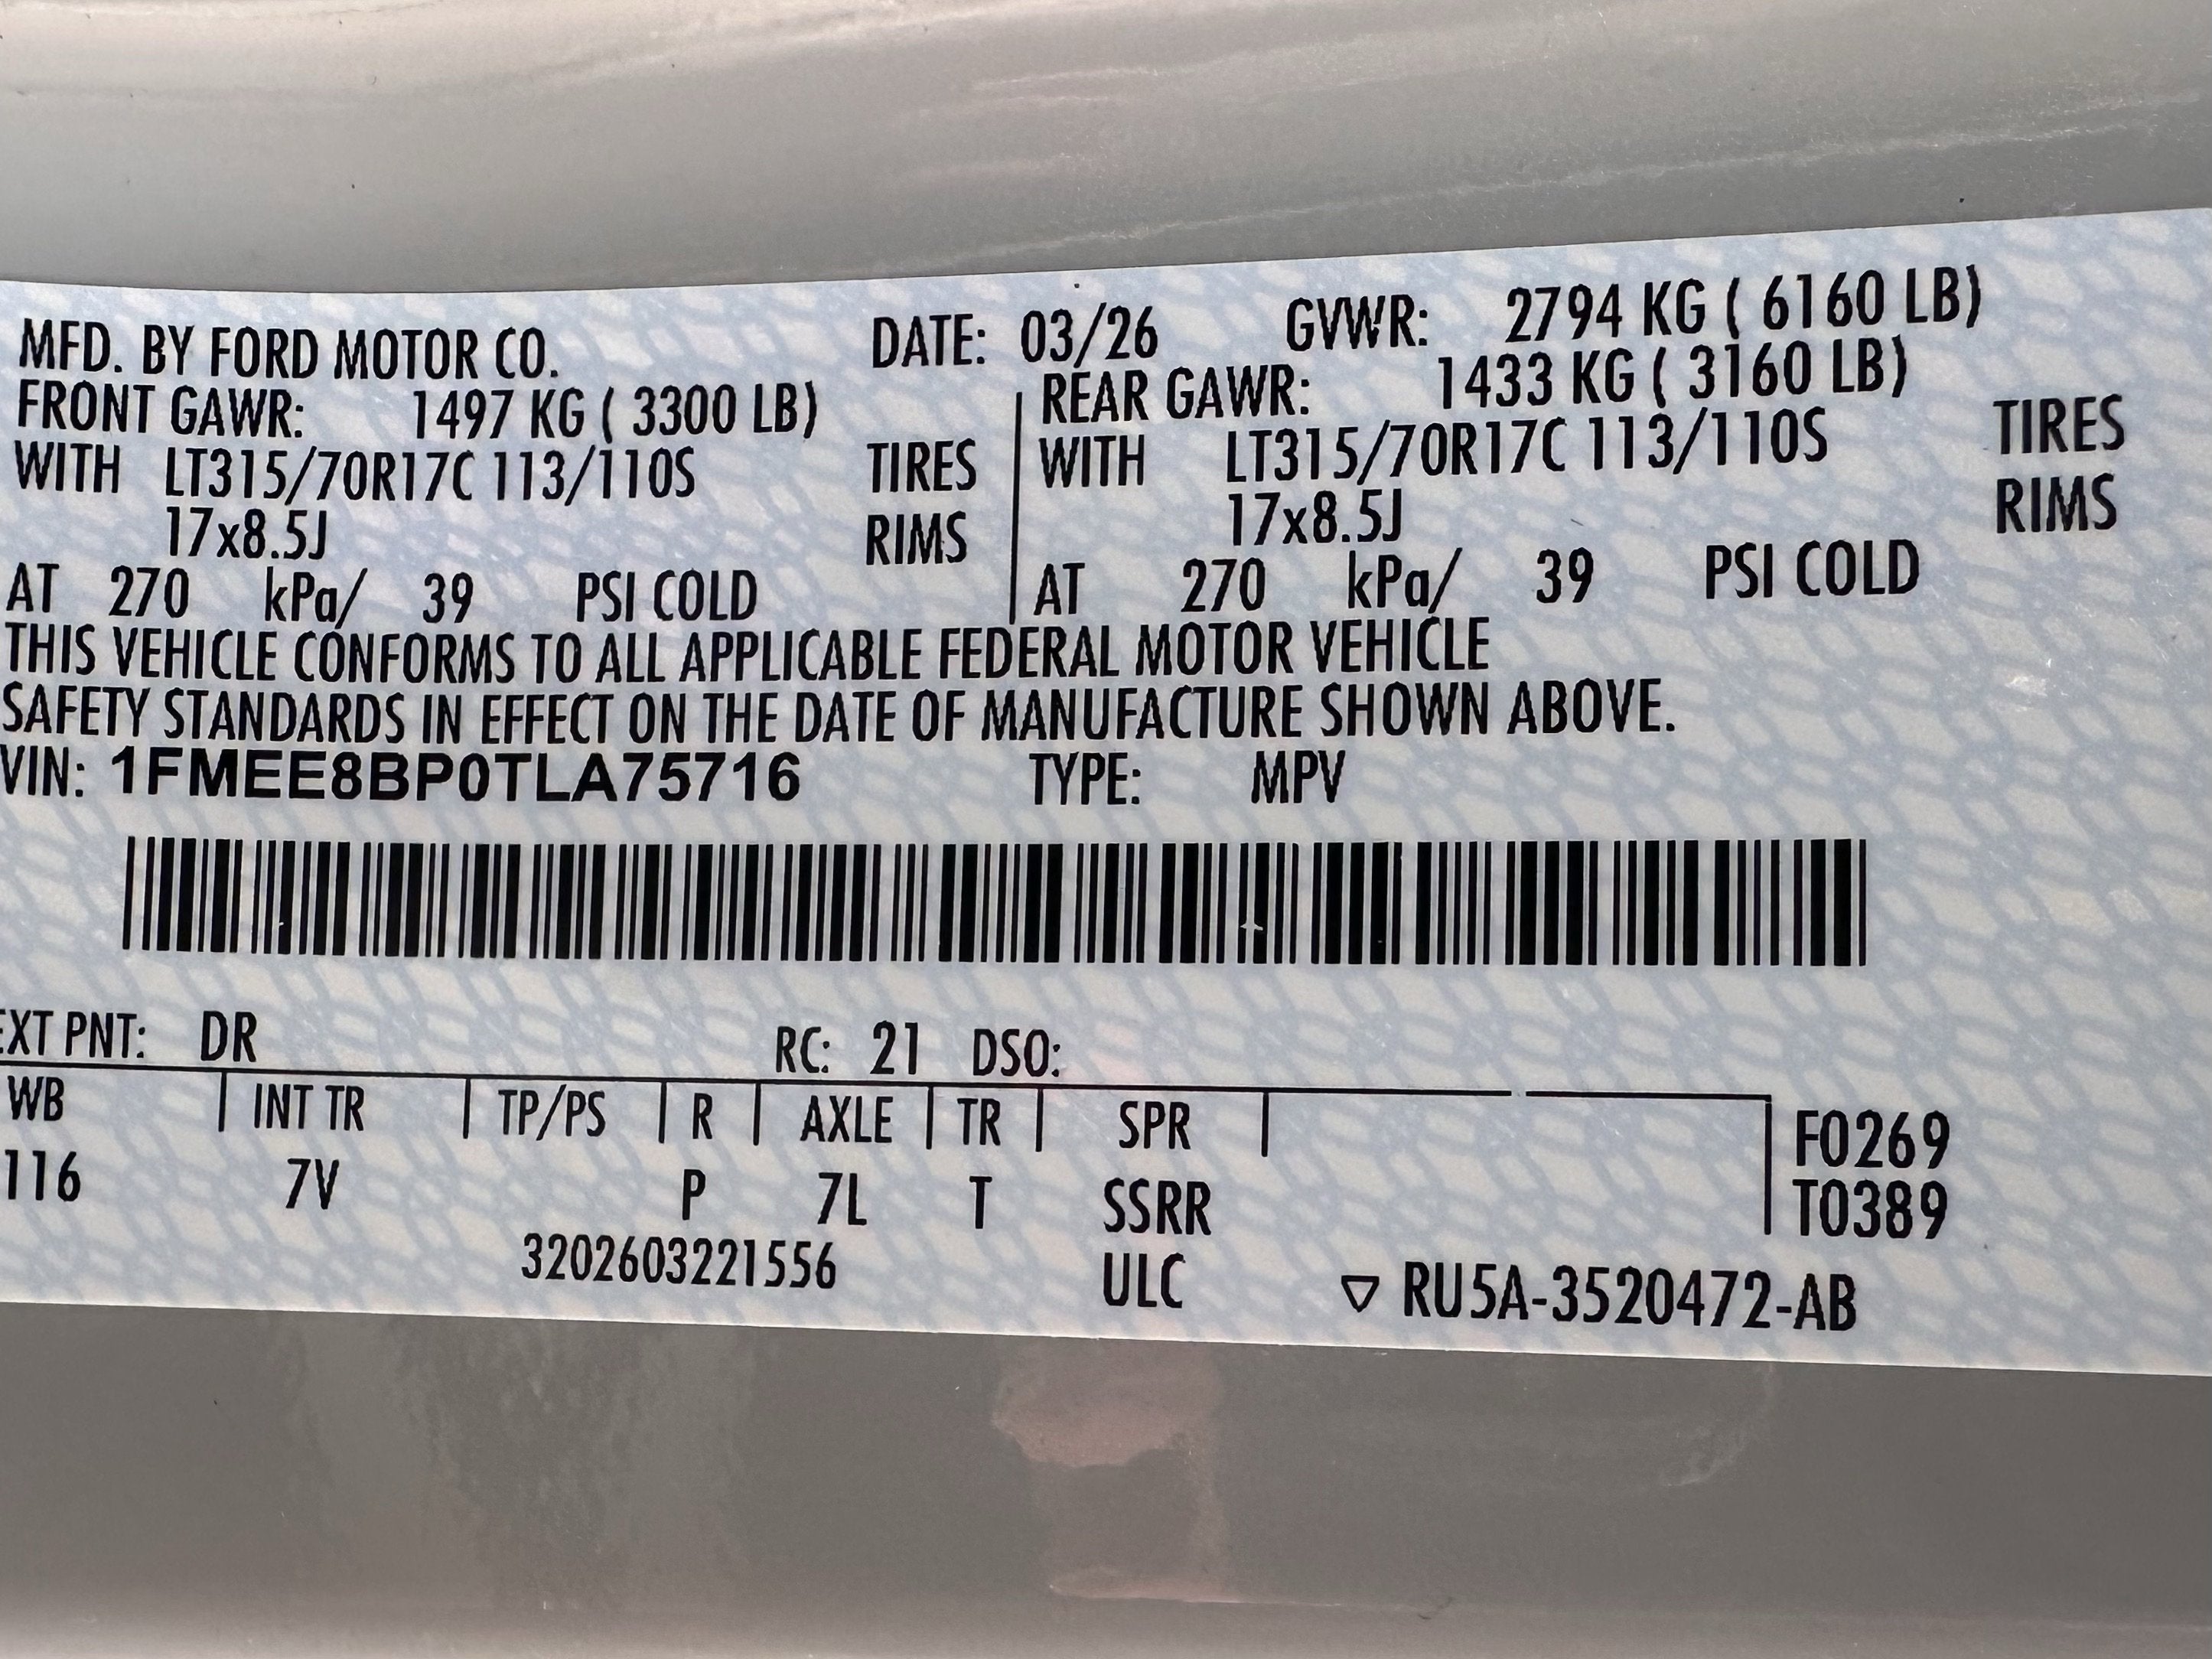 MFD. BY FORD MOTOR CO. DATE: 03/26 GVWR: 2794 KG ( 6160 LB)
FRONT GAWR: 1497 KG ( 3300 LB) REAR GAWR: 1433 KG ( 3160 LB)
WITH LT315/70R17C 113/110S TIRES WITH LT315/70R17C 113/110S TIRES
17x8.5J RIMS 17x8.5J RIMS
AT 270 kPa/ 39 PSI COLD AT 270 kPa/ 39 PSI COLD
THIS VEHICLE CONFORMS TO ALL APPLICABLE FEDERAL MOTOR VEHICLE
SAFETY STANDARDS IN EFFECT ON THE DATE OF MANUFACTURE SHOWN ABOVE.
VIN: 1FMEE8BP0TLA75716 TYPE: MPV
EXT PNT: DR RC: 21 DSO:
WB INT TR TP/PS R AXLE TR SPR F0269
116 7V P 7L T SSRR T0389
3202603221556 ULC ▽ RU5A-3520472-AB